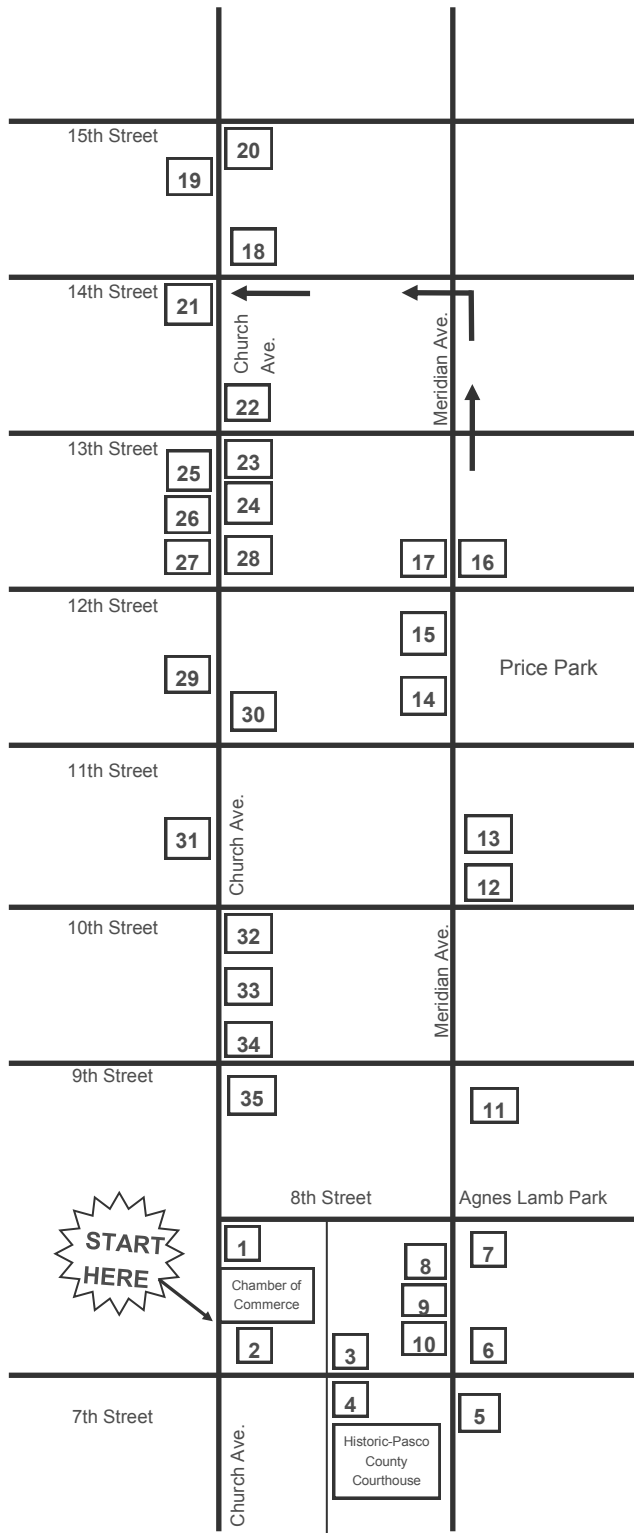 15th Street
20
19
18
14th Street
21
Church
Ave.
Meridian Ave.
22
13th Street
23
25
24
26
27
28
17
16
12th Street
15
Price Park
29
14
30
11th Street
Church Ave.
31
13
12
10th Street
32
Meridian Ave.
33
34
9th Street
35
11
8th Street
Agnes Lamb Park
START
HERE
1
7
8
Chamber of
Commerce
9
2
3
10
6
7th Street
Church Ave.
4
5
Historic-Pasco
County
Courthouse